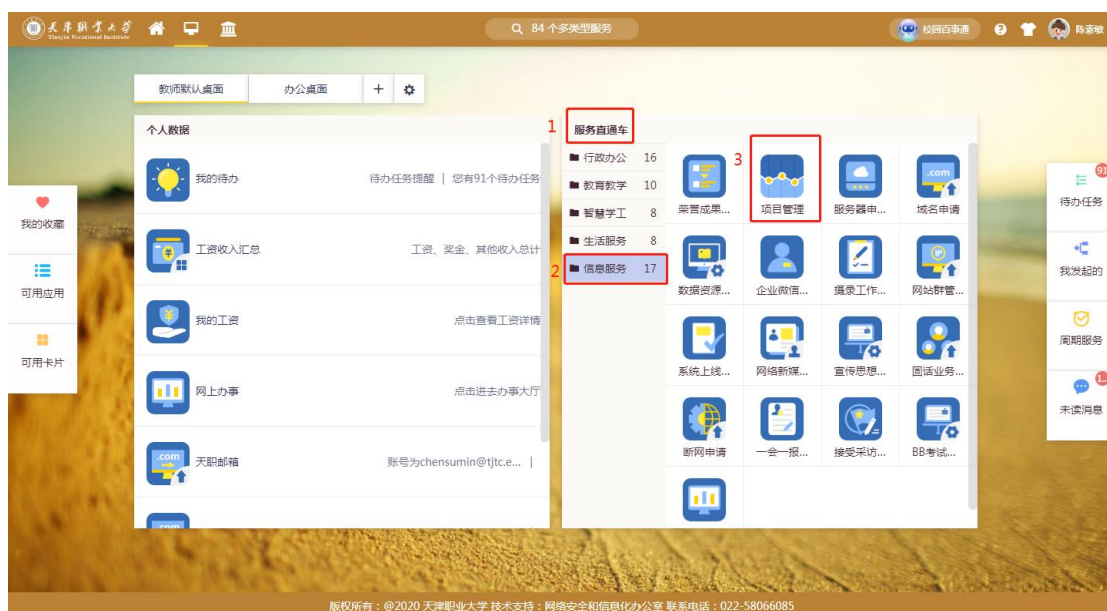 天津职业大学
Tianjin Vocational Institute
84 个多类型服务
校园百事通
陈素敏
教师默认桌面
办公桌面
个人数据
我的待办
待办任务提醒 | 您有91个待办任务
工资收入汇总
工资、奖金、其他收入总计
我的工资
点击查看工资详情
网上办事
点击进去办事大厅
.com
天职邮箱
账号为chensumin@tjtc.e... |
.com
1
服务直通车
行政办公 16
教育教学 10
智慧学工 8
生活服务 8
2
信息服务 17
3
.com
荣誉成果...
项目管理
服务器申...
域名申请
IP
数据资源...
企业微信...
摄录工作...
网站群管...
系统上线...
网络新媒...
宣传思想...
固话业务...
断网申请
一会一报...
接受采访...
BB考试...
我的收藏
可用应用
可用卡片
91
待办任务
我发起的
周期服务
1...
未读消息
版权所有：@2020 天津职业大学 技术支持：网络安全和信息化办公室 联系电话：022-58066085